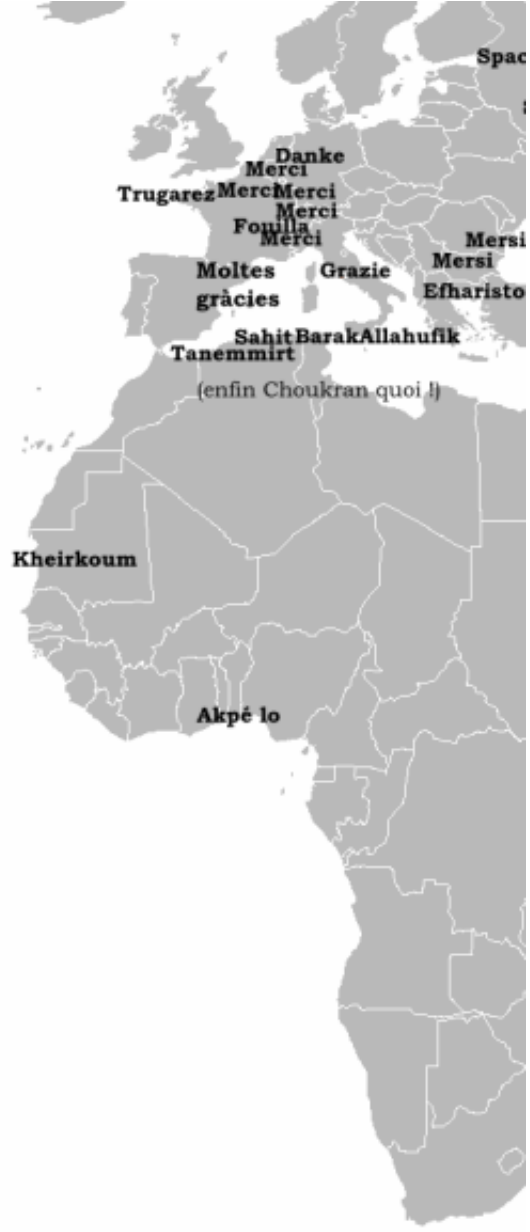 Spac
Danke
Merci
Trugarez
Merci
Merci
Merci
Fouilla
Merci
Mersi
Mersi
Moltes
gràcies
Grazie
Efharisto
Sahit
BarakAllahufik
Tanemmirt
(enfin Choukran quoi !)
Kheirkoum
Akpé lo